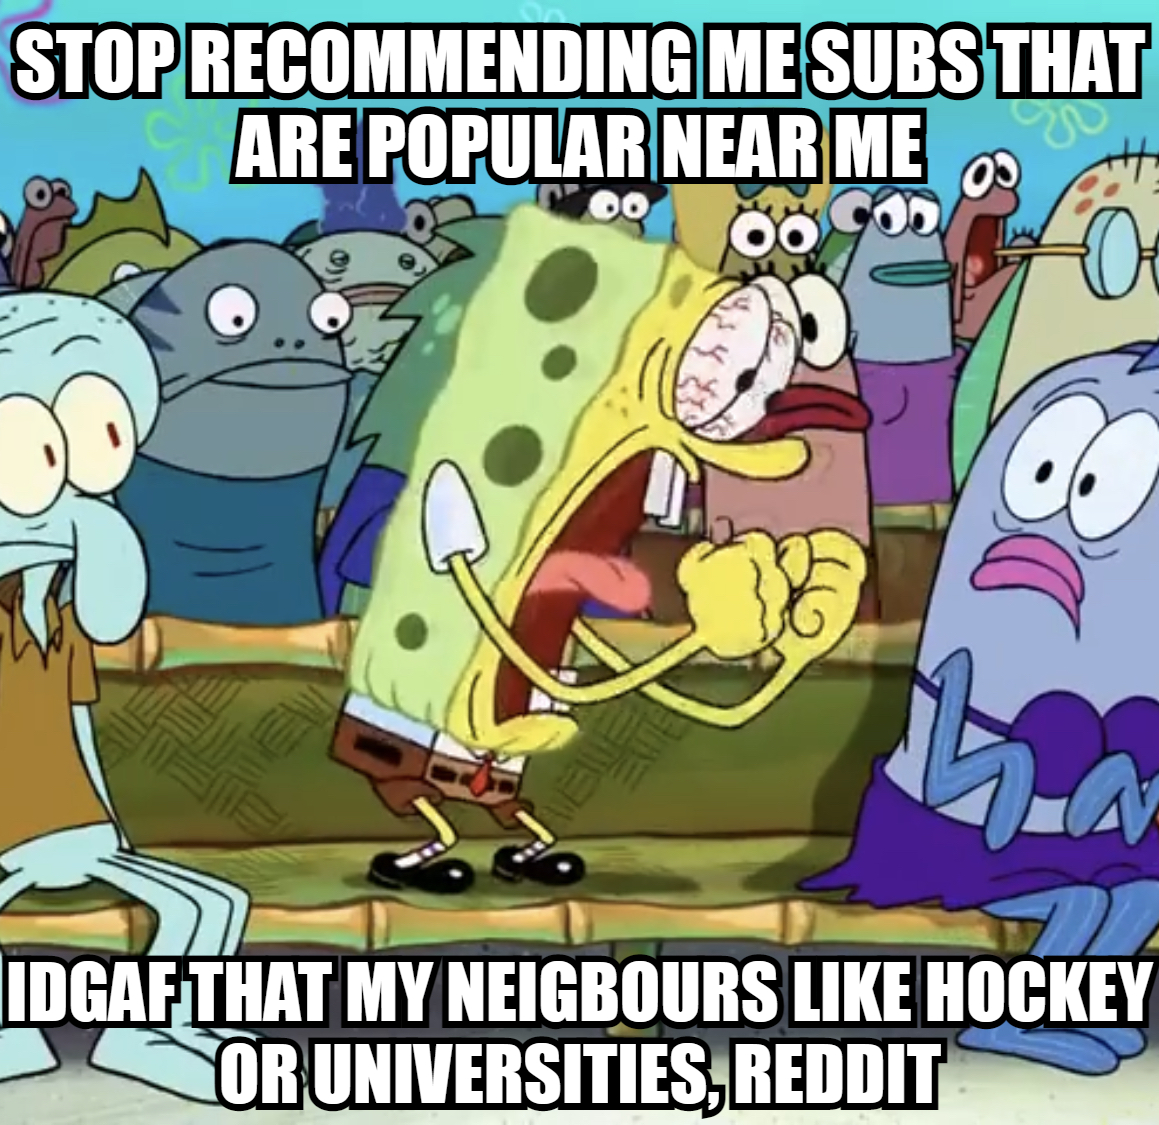 STOP RECOMMENDING ME SUBS THAT
ARE POPULAR NEAR ME
IDGAF THAT MY NEIGBOURS LIKE HOCKEY
OR UNIVERSITIES, REDDIT